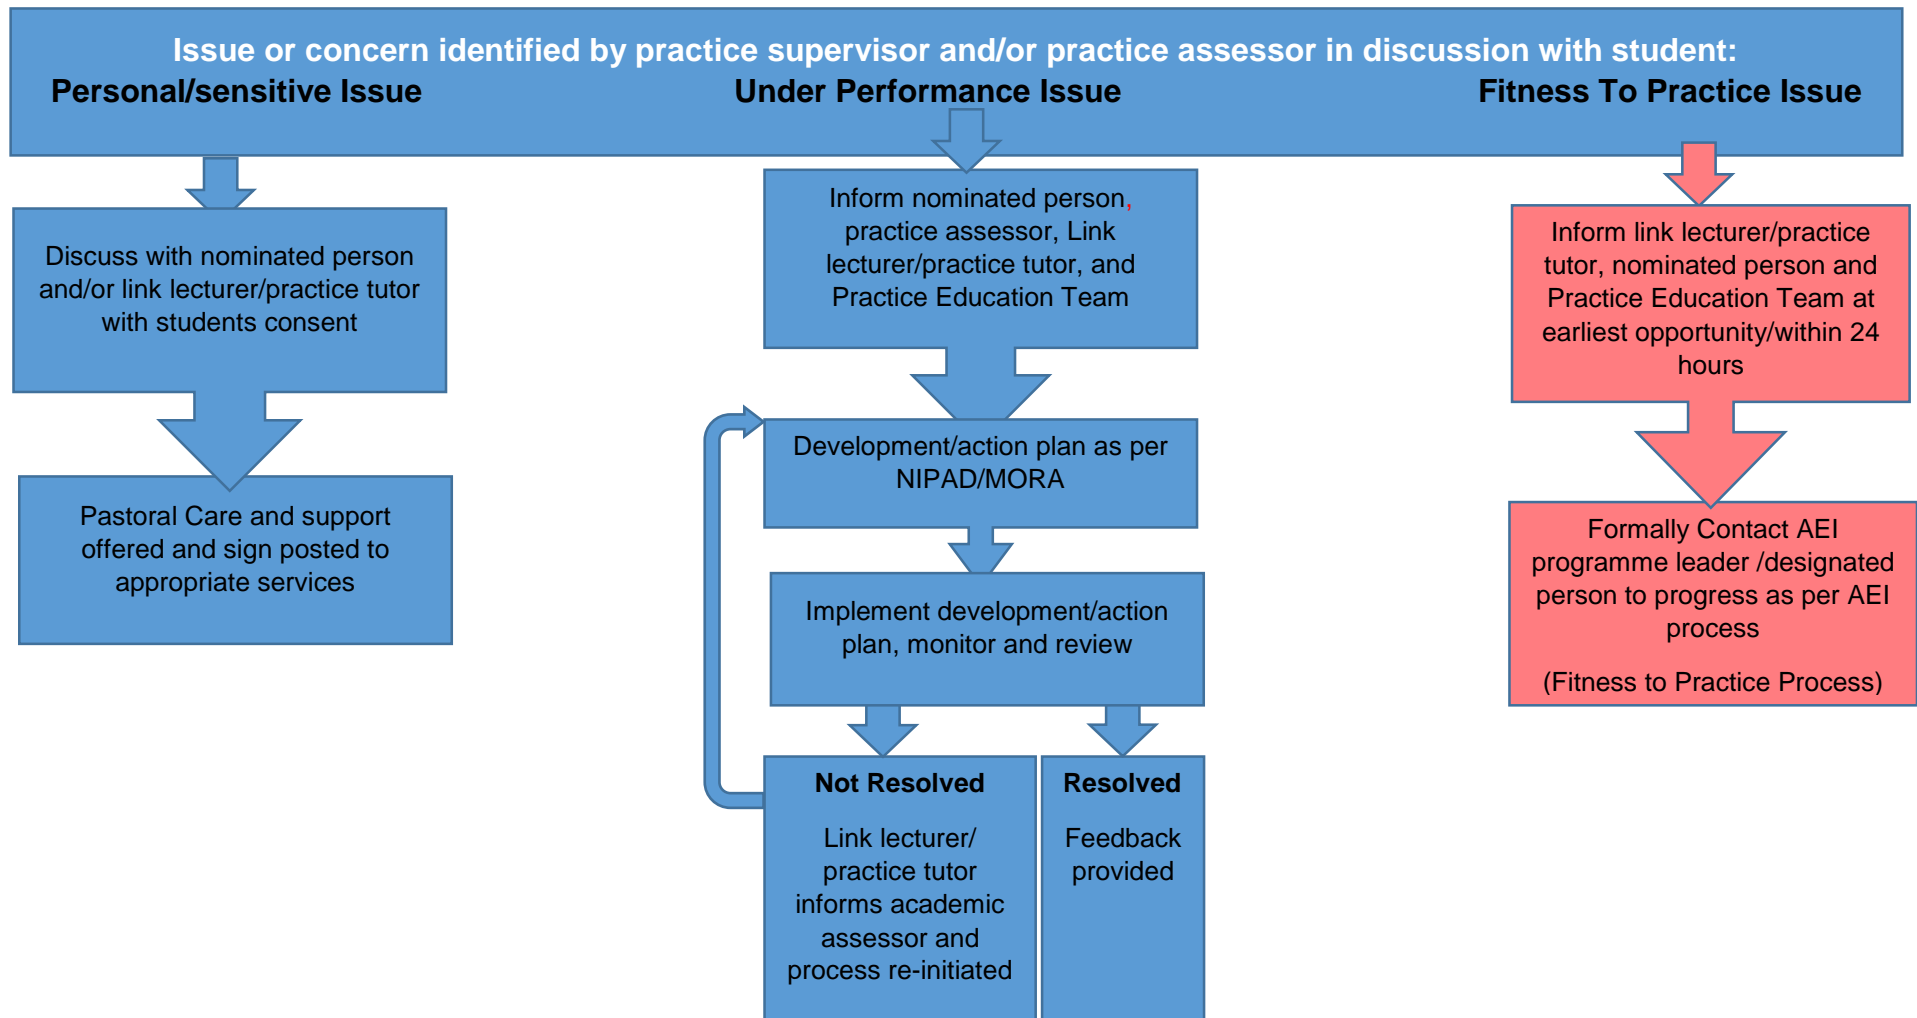 Issue or concern identified by practice supervisor and/or practice assessor in discussion with student:
Personal/sensitive Issue
Under Performance Issue
Fitness To Practice Issue
Discuss with nominated person
and/or link lecturer/practice tutor
with students consent
Pastoral Care and support
offered and sign posted to
appropriate services
Inform nominated person,
practice assessor, Link
lecturer/practice tutor, and
Practice Education Team
Development/action plan as per
NIPAD/MORA
Implement development/action
plan, monitor and review
Not Resolved
Link lecturer/
practice tutor
informs academic
assessor and
process re-initiated
Resolved
Feedback
provided
Inform link lecturer/practice
tutor, nominated person and
Practice Education Team at
earliest opportunity/within 24
hours
Formally Contact AEI
programme leader /designated
person to progress as per AEI
process
(Fitness to Practice Process)